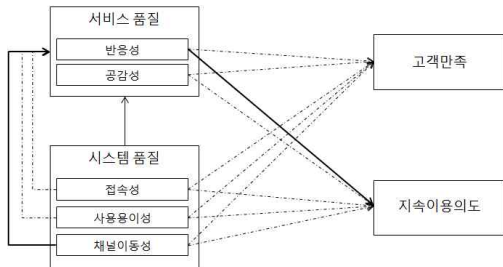 서비스 품질
반응성
공감성
고객만족
시스템 품질
접속성
사용용이성
채널이동성
지속이용의도